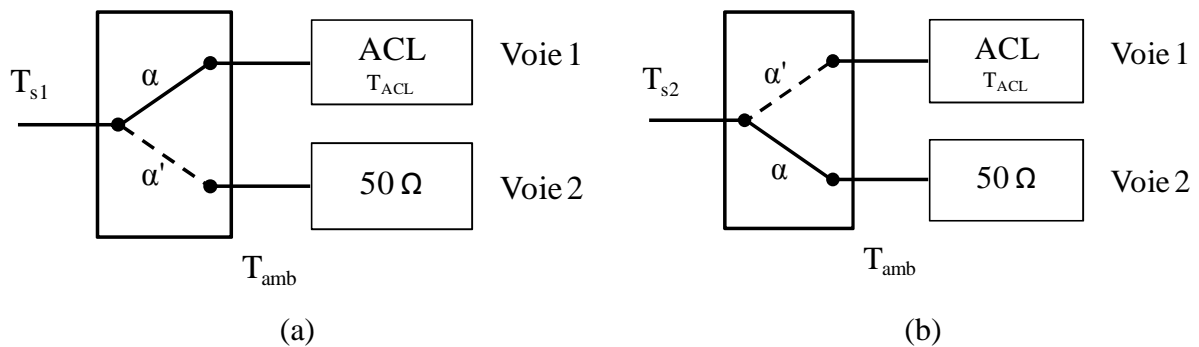 T_s1
α
α'
ACL
T_ACL
Voie 1
50 Ω
Voie 2
T_amb
(a)
T_s2
α'
α
ACL
T_ACL
Voie 1
50 Ω
Voie 2
T_amb
(b)